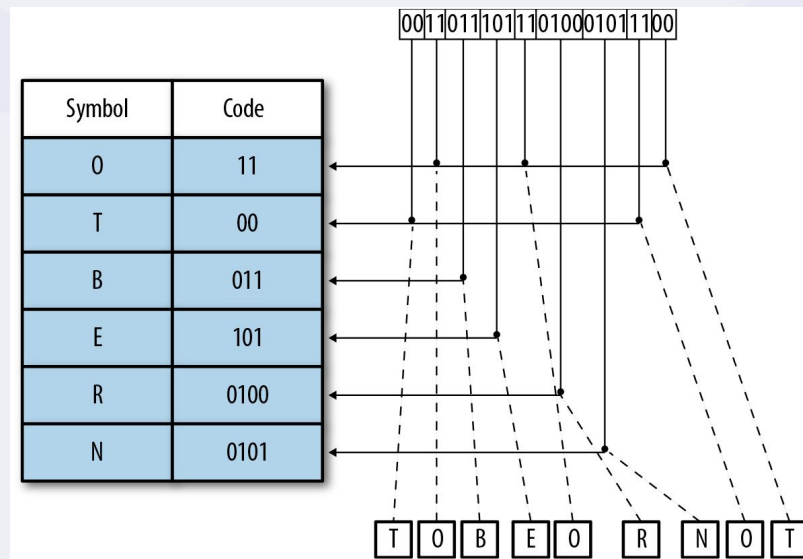 00 11 011 101 11 0100 0101 11 00
Symbol Code
O 11
T 00
B 011
E 101
R 0100
N 0101
T O B E O R N O T